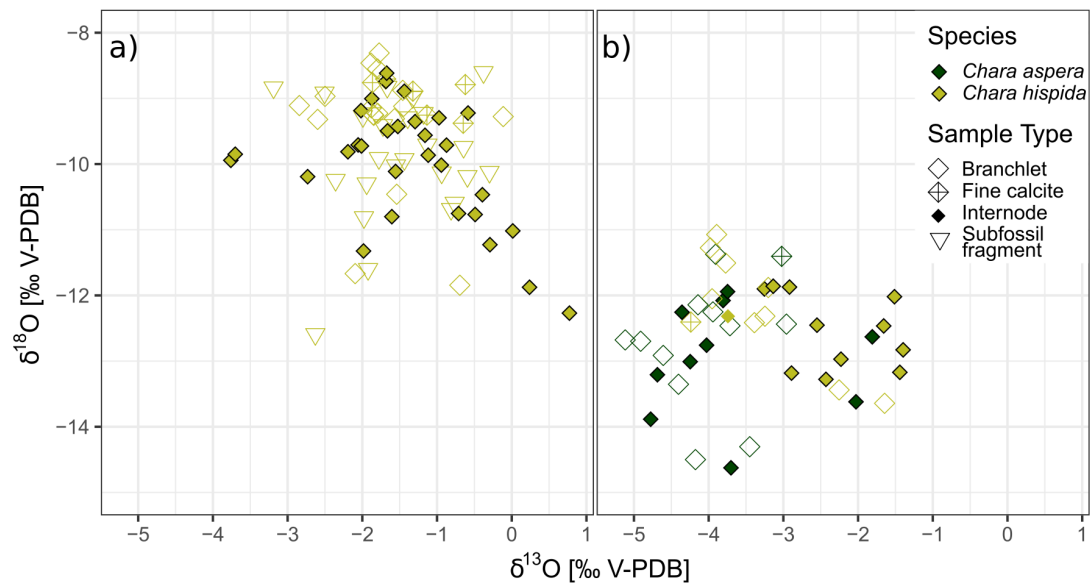 a)
b)
−8
−10
−12
−14
δ18O [‰ V-PDB]
−5 −4 −3 −2 −1 0 1
−5 −4 −3 −2 −1 0 1
δ13O [‰ V-PDB]
Species
Chara aspera
Chara hispida
Sample Type
Branchlet
Fine calcite
Internode
Subfossil
fragment